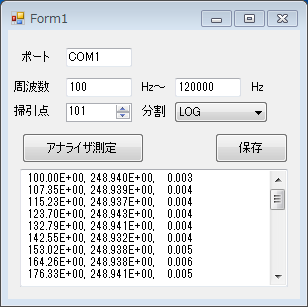 Form1
ポート COM1
周波数 100 Hz～ 120000 Hz
掃引点 101 分割 LOG
アナライザ測定 保存
100.00E+00, 248.940E+00, 0.003
107.35E+00, 248.939E+00, 0.004
115.23E+00, 248.937E+00, 0.004
123.70E+00, 248.943E+00, 0.004
132.79E+00, 248.941E+00, 0.004
142.55E+00, 248.932E+00, 0.004
153.02E+00, 248.938E+00, 0.005
164.26E+00, 248.938E+00, 0.006
176.33E+00, 248.941E+00, 0.005